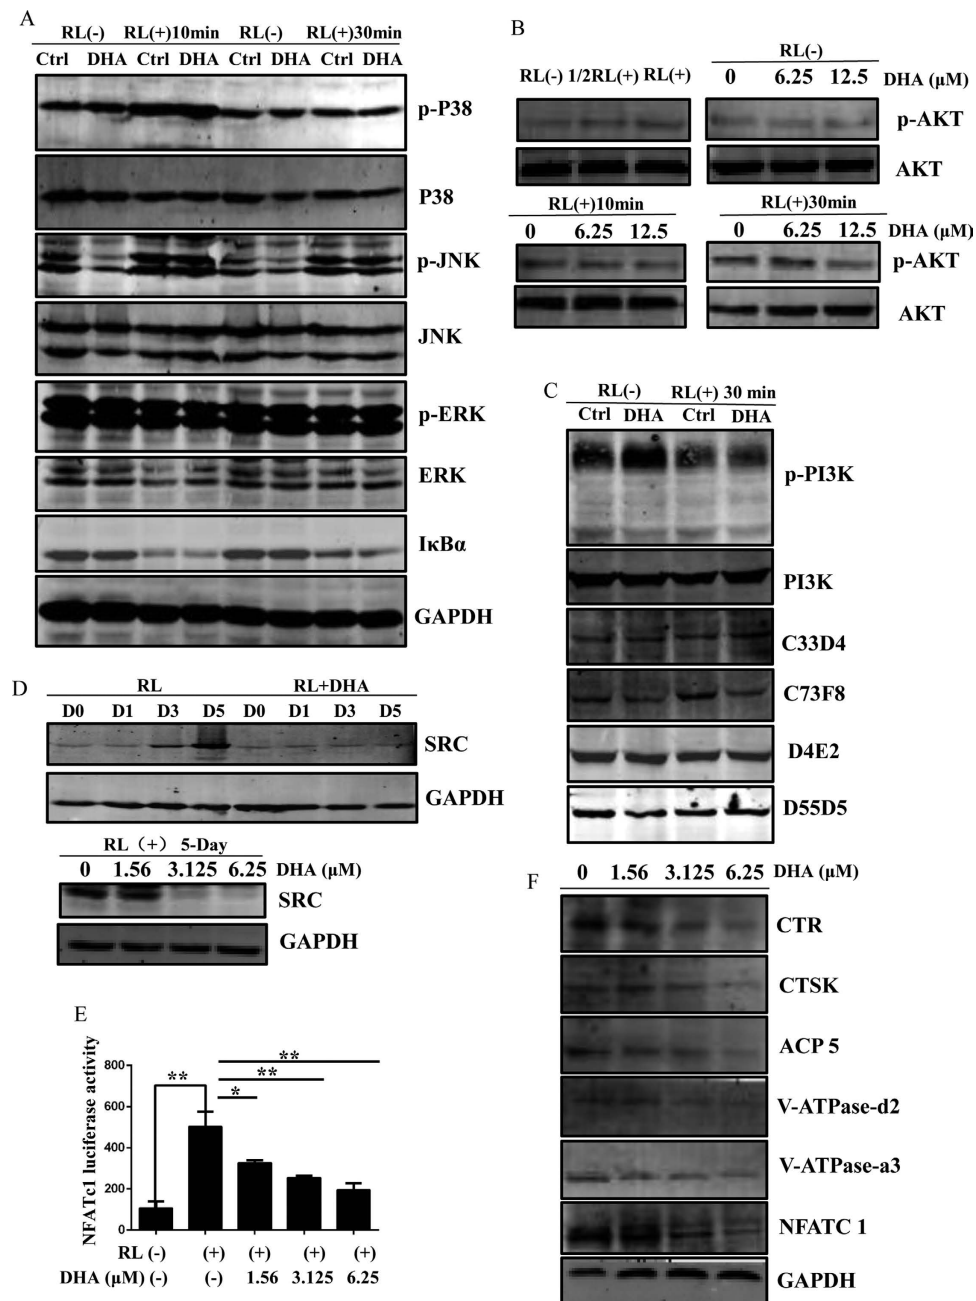 A
RL(-) RL(+)10min RL(-) RL(+)30min
Ctrl DHA Ctrl DHA Ctrl DHA Ctrl DHA
p-P38
P38
p-JNK
JNK
p-ERK
ERK
IκBα
GAPDH
B
RL(-) 1/2RL(+) RL(+)
RL(-)
0 6.25 12.5 DHA (μM)
p-AKT
AKT
RL(+)10min
0 6.25 12.5
RL(+)30min
0 6.25 12.5 DHA (μM)
p-AKT
AKT
C
RL(-) RL(+) 30 min
Ctrl DHA Ctrl DHA
p-PI3K
PI3K
C33D4
C73F8
D4E2
D55D5
D
RL RL+DHA
D0 D1 D3 D5 D0 D1 D3 D5
SRC
GAPDH
RL（+） 5-Day
0 1.56 3.125 6.25 DHA (μM)
SRC
GAPDH
E
NFATc1 luciferase activity
800
600
400
200
0
**
*
**
**
RL (-) (+) (+) (+) (+)
DHA (μM) (-) (-) 1.56 3.125 6.25
F
0 1.56 3.125 6.25 DHA (μM)
CTR
CTSK
ACP 5
V-ATPase-d2
V-ATPase-a3
NFATC 1
GAPDH